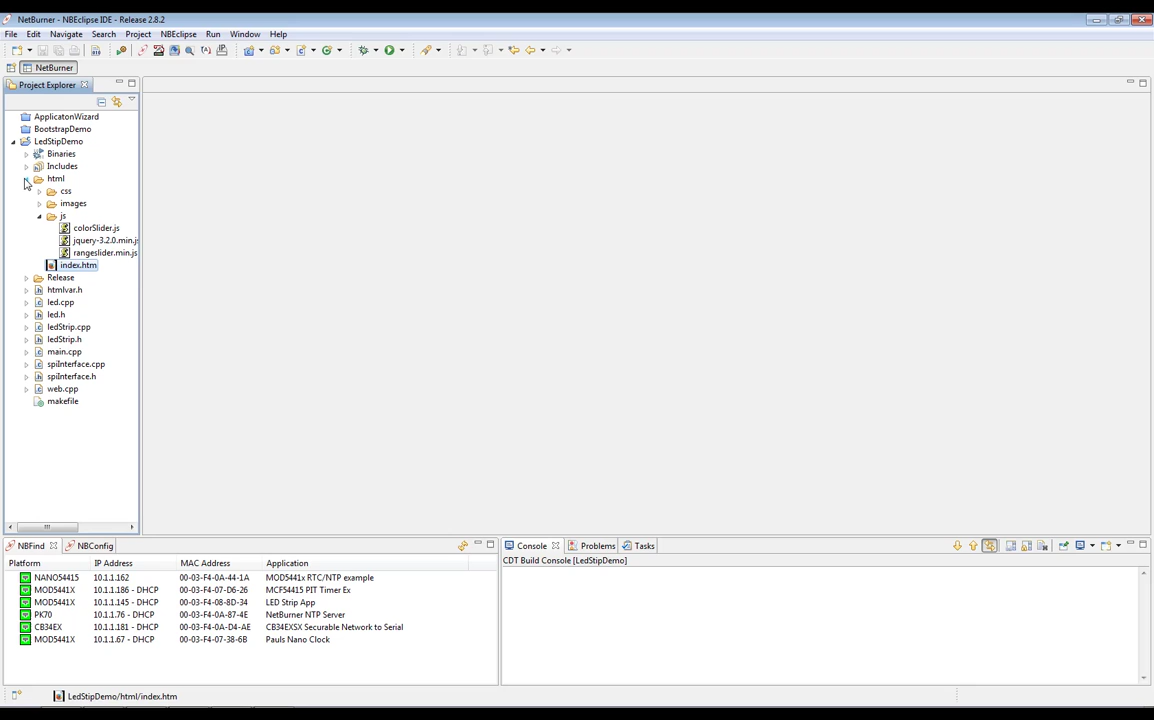 NetBurner - NBEclipse IDE - Release 2.8.2
File Edit Navigate Search Project NBEclipse Run Window Help
NetBurner
Project Explorer
ApplicatonWizard
BootstrapDemo
LedStipDemo
Binaries
Includes
html
css
images
js
colorSlider.js
jquery-3.2.0.min.js
rangeslider.min.js
index.htm
Release
htmlvar.h
led.cpp
led.h
ledStrip.cpp
ledStrip.h
main.cpp
spiInterface.cpp
spiInterface.h
web.cpp
makefile
NBFind NBConfig
Platform IP Address MAC Address Application
NANO54415 10.1.1.162 00-03-F4-0A-44-1A MOD5441x RTC/NTP example
MOD5441X 10.1.1.186 - DHCP 00-03-F4-07-D6-26 MCF54415 PIT Timer Ex
MOD5441X 10.1.1.145 - DHCP 00-03-F4-08-8D-34 LED Strip App
PK70 10.1.1.76 - DHCP 00-03-F4-0A-87-4E NetBurner NTP Server
CB34EX 10.1.1.181 - DHCP 00-03-F4-0A-D4-AE CB34EXSX Securable Network to Serial
MOD5441X 10.1.1.67 - DHCP 00-03-F4-07-38-6B Pauls Nano Clock
Console Problems Tasks
CDT Build Console [LedStipDemo]
LedStipDemo/html/index.htm